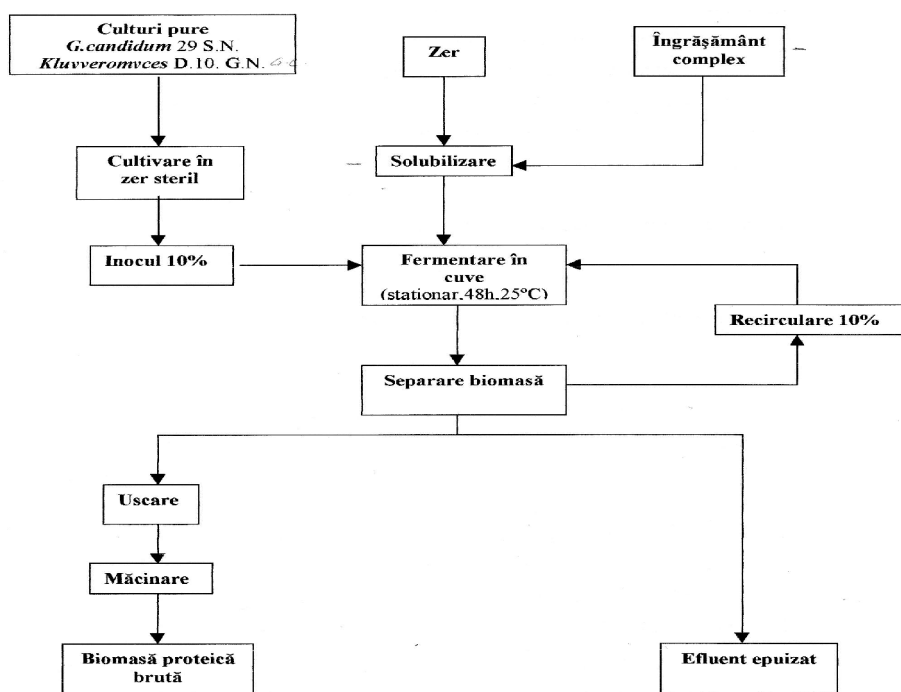 Culturi pure
G.candidum 29 S.N.
Kluvveromvces D.10. G.N.
Zer
Îngrăşământ
complex
Cultivare în
zer steril
Solubilizare
Inocul 10%
Fermentare în
cuve
(stationar.48h.25°C)
Recirculare 10%
Separare biomasă
Uscare
Măcinare
Biomasă proteică
brută
Efluent epuizat